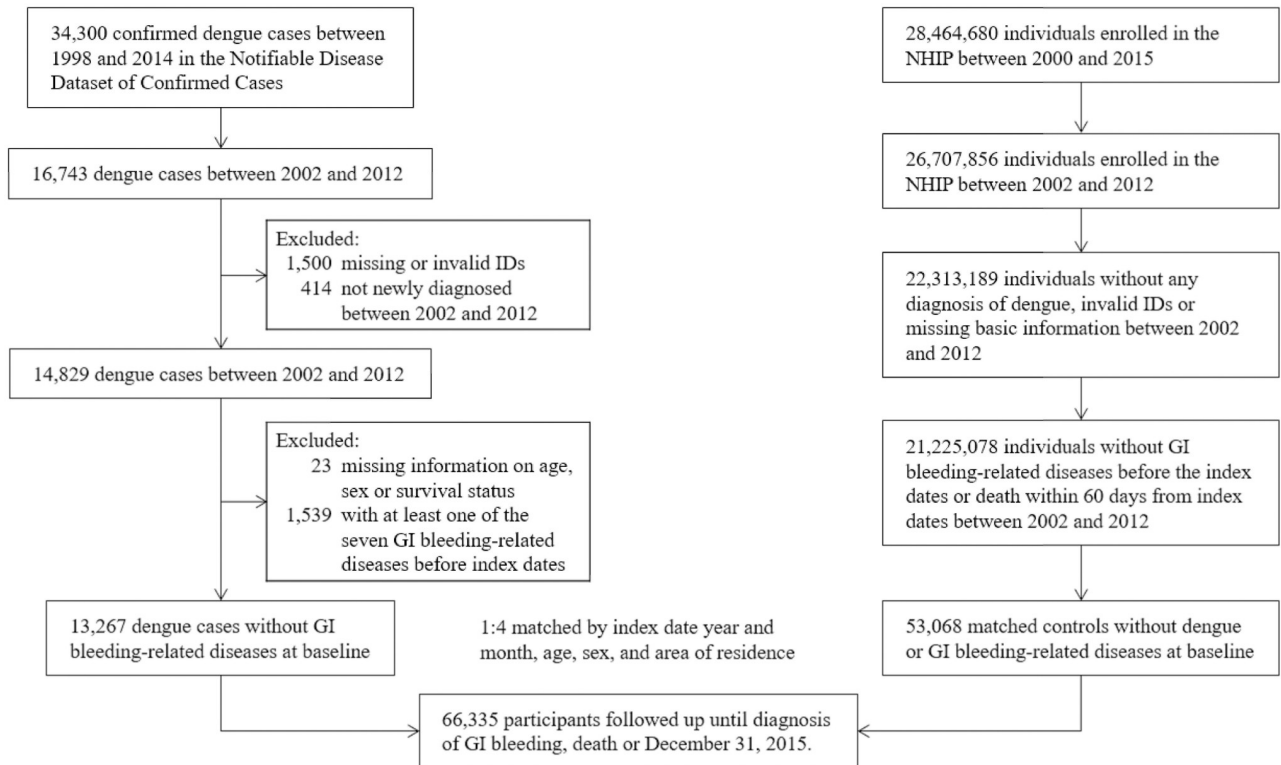 34,300 confirmed dengue cases between
1998 and 2014 in the Notifiable Disease
Dataset of Confirmed Cases
16,743 dengue cases between 2002 and 2012
Excluded:
1,500 missing or invalid IDs
414 not newly diagnosed
between 2002 and 2012
14,829 dengue cases between 2002 and 2012
Excluded:
23 missing information on age,
sex or survival status
1,539 with at least one of the
seven GI bleeding-related
diseases before index dates
13,267 dengue cases without GI
bleeding-related diseases at baseline
28,464,680 individuals enrolled in the
NHIP between 2000 and 2015
26,707,856 individuals enrolled in the
NHIP between 2002 and 2012
22,313,189 individuals without any
diagnosis of dengue, invalid IDs or
missing basic information between 2002
and 2012
21,225,078 individuals without GI
bleeding-related diseases before the index
dates or death within 60 days from index
dates between 2002 and 2012
1:4 matched by index date year and
month, age, sex, and area of residence
53,068 matched controls without dengue
or GI bleeding-related diseases at baseline
66,335 participants followed up until diagnosis
of GI bleeding, death or December 31, 2015.